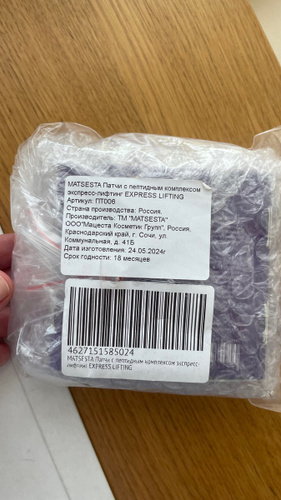 MATSESTA Патчи с пептидным комплексом
экспресс-лифтинг EXPRESS LIFTING
Артикул: ПТ006
Страна производства: Россия
Производитель: ТМ "MATSESTA"
ООО"Мацеста Косметик Групп", Россия,
Краснодарский край, г. Сочи, ул.
Коммунальная, д. 41Б
Дата изготовления: 24.05.2024г
Срок годности: 18 месяцев
4627151585024
MATSESTA Патчи с пептидным комплексом экспресс-
лифтинг EXPRESS LIFTING